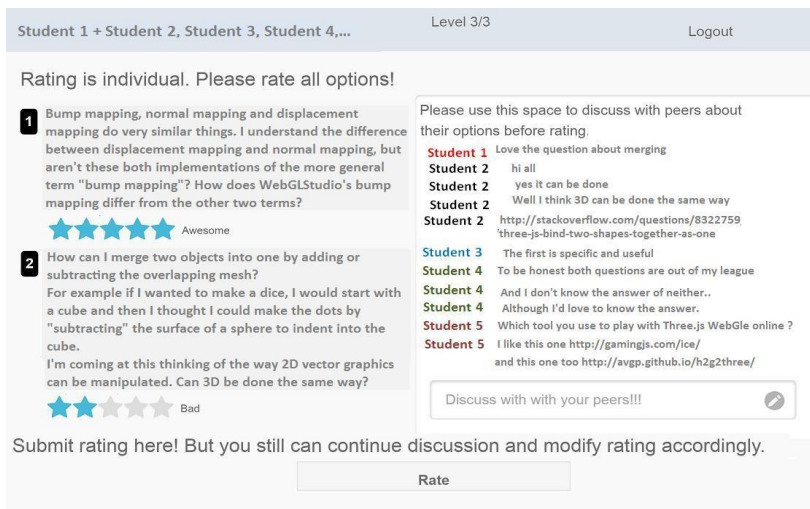 Student 1 + Student 2, Student 3, Student 4,...
Level 3/3
Logout
Rating is individual. Please rate all options!
1
Bump mapping, normal mapping and displacement
mapping do very similar things. I understand the difference
between displacement mapping and normal mapping, but
aren't these both implementations of the more general
term "bump mapping"? How does WebGLStudio's bump
mapping differ from the other two terms?
Awesome
2
How can I merge two objects into one by adding or
subtracting the overlapping mesh?
For example if I wanted to make a dice, I would start with
a cube and then I thought I could make the dots by
"subtracting" the surface of a sphere to indent into the
cube.
I'm coming at this thinking of the way 2D vector graphics
can be manipulated. Can 3D be done the same way?
Bad
Please use this space to discuss with peers about
their options before rating.
Student 1 Love the question about merging
Student 2 hi all
Student 2 yes it can be done
Student 2 Well I think 3D can be done the same way
Student 2 http://stackoverflow.com/questions/8322759
'three-js-bind-two-shapes-together-as-one
Student 3 The first is specific and useful
Student 4 To be honest both questions are out of my league
Student 4 And I don't know the answer of neither..
Student 4 Although I'd love to know the answer.
Student 5 Which tool you use to play with Three.js WebGle online ?
Student 5 I like this one http://gamingjs.com/ice/
and this one too http://avgp.github.io/h2g2three/
Discuss with with your peers!!!
Submit rating here! But you still can continue discussion and modify rating accordingly.
Rate